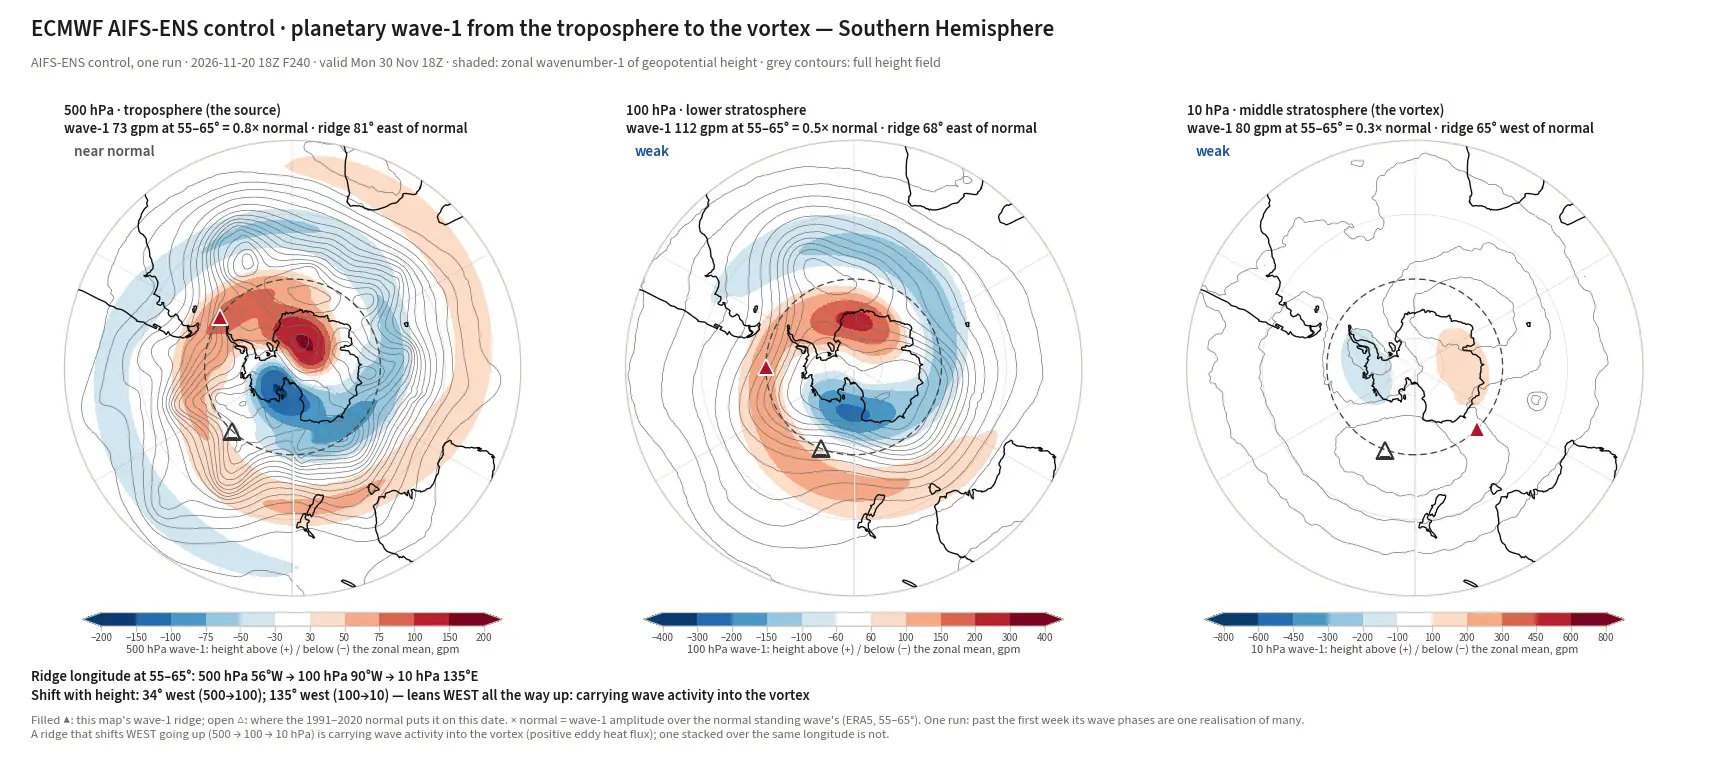 ECMWF AIFS-ENS control · planetary wave-1 from the troposphere to the vortex — Southern Hemisphere
AIFS-ENS control, one run · 2026-11-20 18Z F240 · valid Mon 30 Nov 18Z · shaded: zonal wavenumber-1 of geopotential height · grey contours: full height field
500 hPa · troposphere (the source)
wave-1 73 gpm at 55–65° = 0.8× normal · ridge 81° east of normal
near normal
100 hPa · lower stratosphere
wave-1 112 gpm at 55–65° = 0.5× normal · ridge 68° east of normal
weak
10 hPa · middle stratosphere (the vortex)
wave-1 80 gpm at 55–65° = 0.3× normal · ridge 65° west of normal
weak
−200 −150 −100 −75 −50 −30 30 50 75 100 150 200
500 hPa wave-1: height above (+) / below (−) the zonal mean, gpm
−400 −300 −200 −150 −100 −60 60 100 150 200 300 400
100 hPa wave-1: height above (+) / below (−) the zonal mean, gpm
−800 −600 −450 −300 −200 −100 100 200 300 450 600 800
10 hPa wave-1: height above (+) / below (−) the zonal mean, gpm
Ridge longitude at 55–65°: 500 hPa 56°W → 100 hPa 90°W → 10 hPa 135°E
Shift with height: 34° west (500→100); 135° west (100→10) — leans WEST all the way up: carrying wave activity into the vortex
Filled ▲: this map's wave-1 ridge; open △: where the 1991–2020 normal puts it on this date. × normal = wave-1 amplitude over the normal standing wave's (ERA5, 55–65°). One run: past the first week its wave phases are one realisation of many.
A ridge that shifts WEST going up (500 → 100 → 10 hPa) is carrying wave activity into the vortex (positive eddy heat flux); one stacked over the same longitude is not.